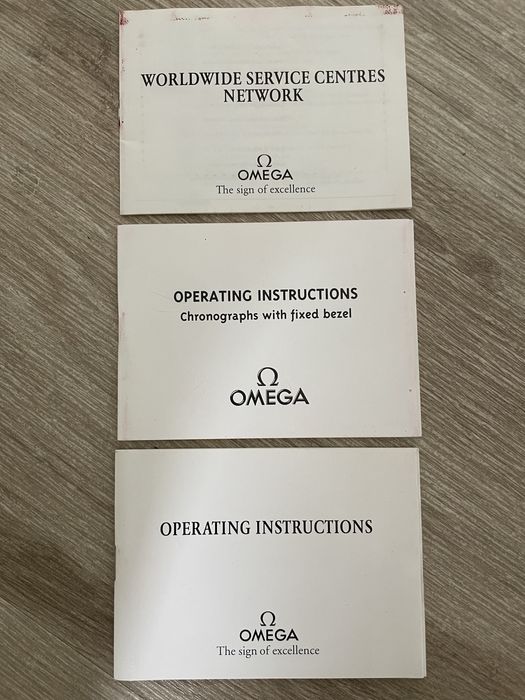 WORLDWIDE SERVICE CENTRES
NETWORK
Ω
OMEGA
The sign of excellence
OPERATING INSTRUCTIONS
Chronographs with fixed bezel
Ω
OMEGA
OPERATING INSTRUCTIONS
Ω
OMEGA
The sign of excellence